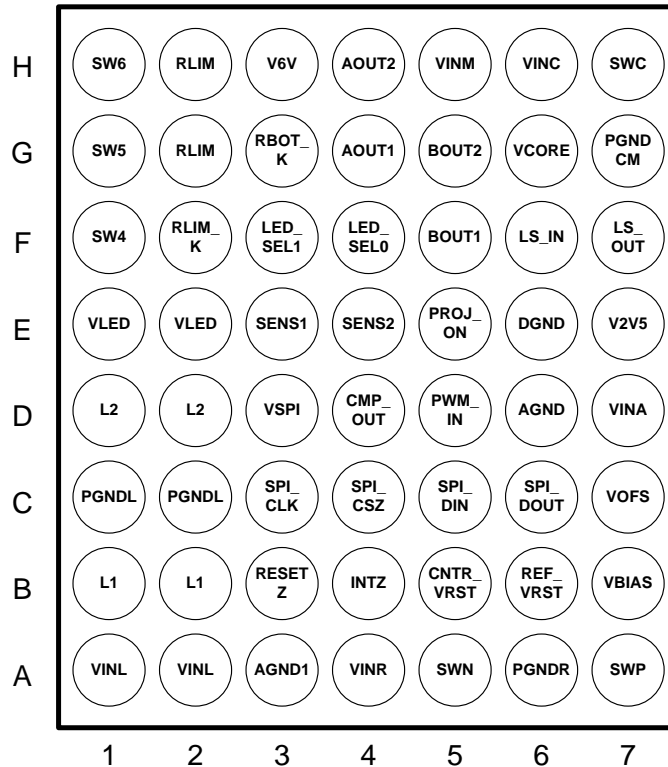 H SW6 RLIM V6V AOUT2 VINM VINC SWC
G SW5 RLIM RBOT_ AOUT1 BOUT2 VCORE PGND
K CM
F SW4 RLIM_ LED_ LED_ BOUT1 LS_IN LS_
K SEL1 SEL0 OUT
E VLED VLED SENS1 SENS2 PROJ_ DGND V2V5
ON
D L2 L2 VSPI CMP_ PWM_ AGND VINA
OUT IN
C PGNDL PGNDL SPI_ SPI_ SPI_ SPI_ VOFS
CLK CSZ DIN DOUT
B L1 L1 RESET INTZ CNTR_ REF_ VBIAS
Z VRST VRST
A VINL VINL AGND1 VINR SWN PGNDR SWP
1 2 3 4 5 6 7